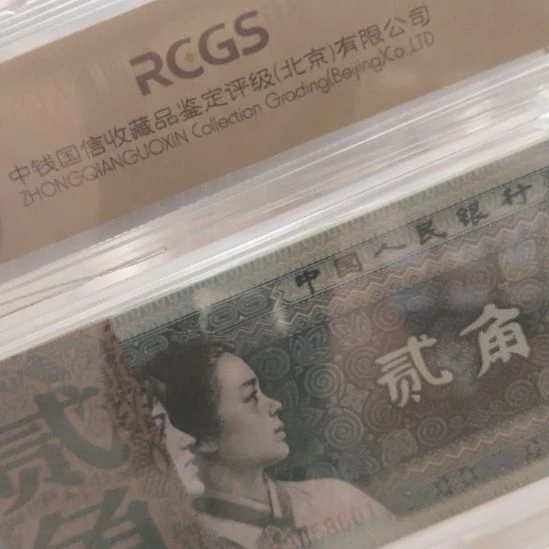 RCGS
中钱国信收藏品鉴定评级(北京)有限公司
ZHONGQIANGUOXIN Collection Grading(Beijing)Co.,LTD
中国人民银行
贰角
贰角